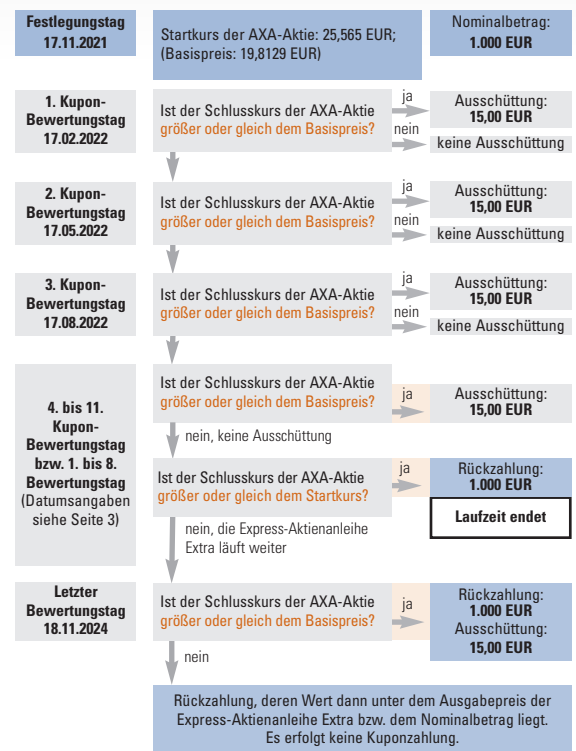 Festlegungstag
17.11.2021
Startkurs der AXA-Aktie: 25,565 EUR;
(Basispreis: 19,8129 EUR)
Nominalbetrag:
1.000 EUR
1. Kupon-
Bewertungstag
17.02.2022
Ist der Schlusskurs der AXA-Aktie
größer oder gleich dem Basispreis?
ja
Ausschüttung:
15,00 EUR
nein
keine Ausschüttung
2. Kupon-
Bewertungstag
17.05.2022
Ist der Schlusskurs der AXA-Aktie
größer oder gleich dem Basispreis?
ja
Ausschüttung:
15,00 EUR
nein
keine Ausschüttung
3. Kupon-
Bewertungstag
17.08.2022
Ist der Schlusskurs der AXA-Aktie
größer oder gleich dem Basispreis?
ja
Ausschüttung:
15,00 EUR
nein
keine Ausschüttung
4. bis 11.
Kupon-
Bewertungstag
bzw. 1. bis 8.
Bewertungstag
(Datumsangaben
siehe Seite 3)
Ist der Schlusskurs der AXA-Aktie
größer oder gleich dem Basispreis?
ja
Ausschüttung:
15,00 EUR
nein, keine Ausschüttung
Ist der Schlusskurs der AXA-Aktie
größer oder gleich dem Startkurs?
ja
Rückzahlung:
1.000 EUR
Laufzeit endet
nein, die Express-Aktienanleihe
Extra läuft weiter
Letzter
Bewertungstag
18.11.2024
Ist der Schlusskurs der AXA-Aktie
größer oder gleich dem Basispreis?
ja
Rückzahlung:
1.000 EUR
Ausschüttung:
15,00 EUR
nein
Rückzahlung, deren Wert dann unter dem Ausgabepreis der
Express-Aktienanleihe Extra bzw. dem Nominalbetrag liegt.
Es erfolgt keine Kuponzahlung.